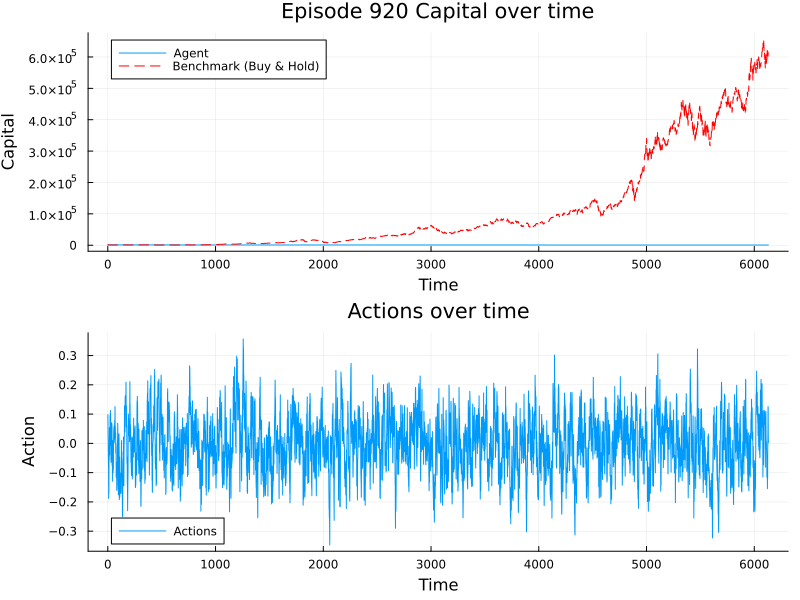 Episode 920 Capital over time
Agent
Benchmark (Buy & Hold)
6.0×10⁵
5.0×10⁵
4.0×10⁵
3.0×10⁵
2.0×10⁵
1.0×10⁵
0
Capital
0 1000 2000 3000 4000 5000 6000
Time
Actions over time
0.3
0.2
0.1
0.0
−0.1
−0.2
−0.3
Action
Actions
0 1000 2000 3000 4000 5000 6000
Time